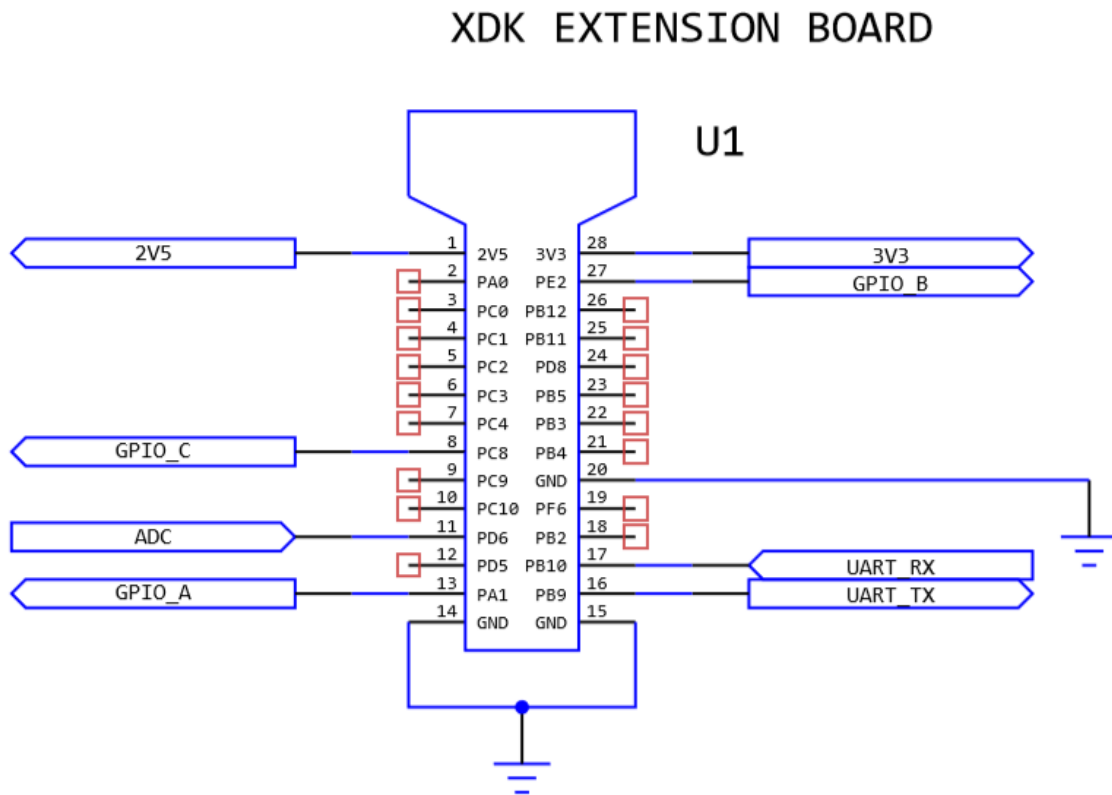 XDK EXTENSION BOARD
U1
2V5 1 2V5 3V3 28 3V3
2 PA0 PE2 27 GPIO_B
3 PC0 PB12 26
4 PC1 PB11 25
5 PC2 PD8 24
6 PC3 PB5 23
7 PC4 PB3 22
GPIO_C 8 PC8 PB4 21
9 PC9 GND 20
10 PC10 PF6 19
ADC 11 PD6 PB2 18
12 PD5 PB10 17 UART_RX
GPIO_A 13 PA1 PB9 16 UART_TX
14 GND GND 15